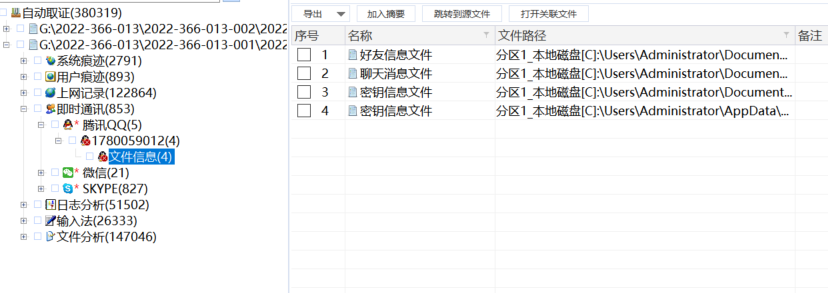 自动取证(380319)
G:\2022-366-013\2022-366-013-002\2022
G:\2022-366-013\2022-366-013-001\2022
系统痕迹(2791)
用户痕迹(893)
上网记录(122864)
即时通讯(853)
* 腾讯QQ(5)
1780059012(4)
文件信息(4)
* 微信(21)
* SKYPE(827)
日志分析(51502)
输入法(26333)
文件分析(147046)
导出 加入摘要 跳转到源文件 打开关联文件
序号 名称 文件路径 备注
1 好友信息文件 分区1_本地磁盘[C]:\Users\Administrator\Documen...
2 聊天消息文件 分区1_本地磁盘[C]:\Users\Administrator\Documen...
3 密钥信息文件 分区1_本地磁盘[C]:\Users\Administrator\Document...
4 密钥信息文件 分区1_本地磁盘[C]:\Users\Administrator\AppData\...